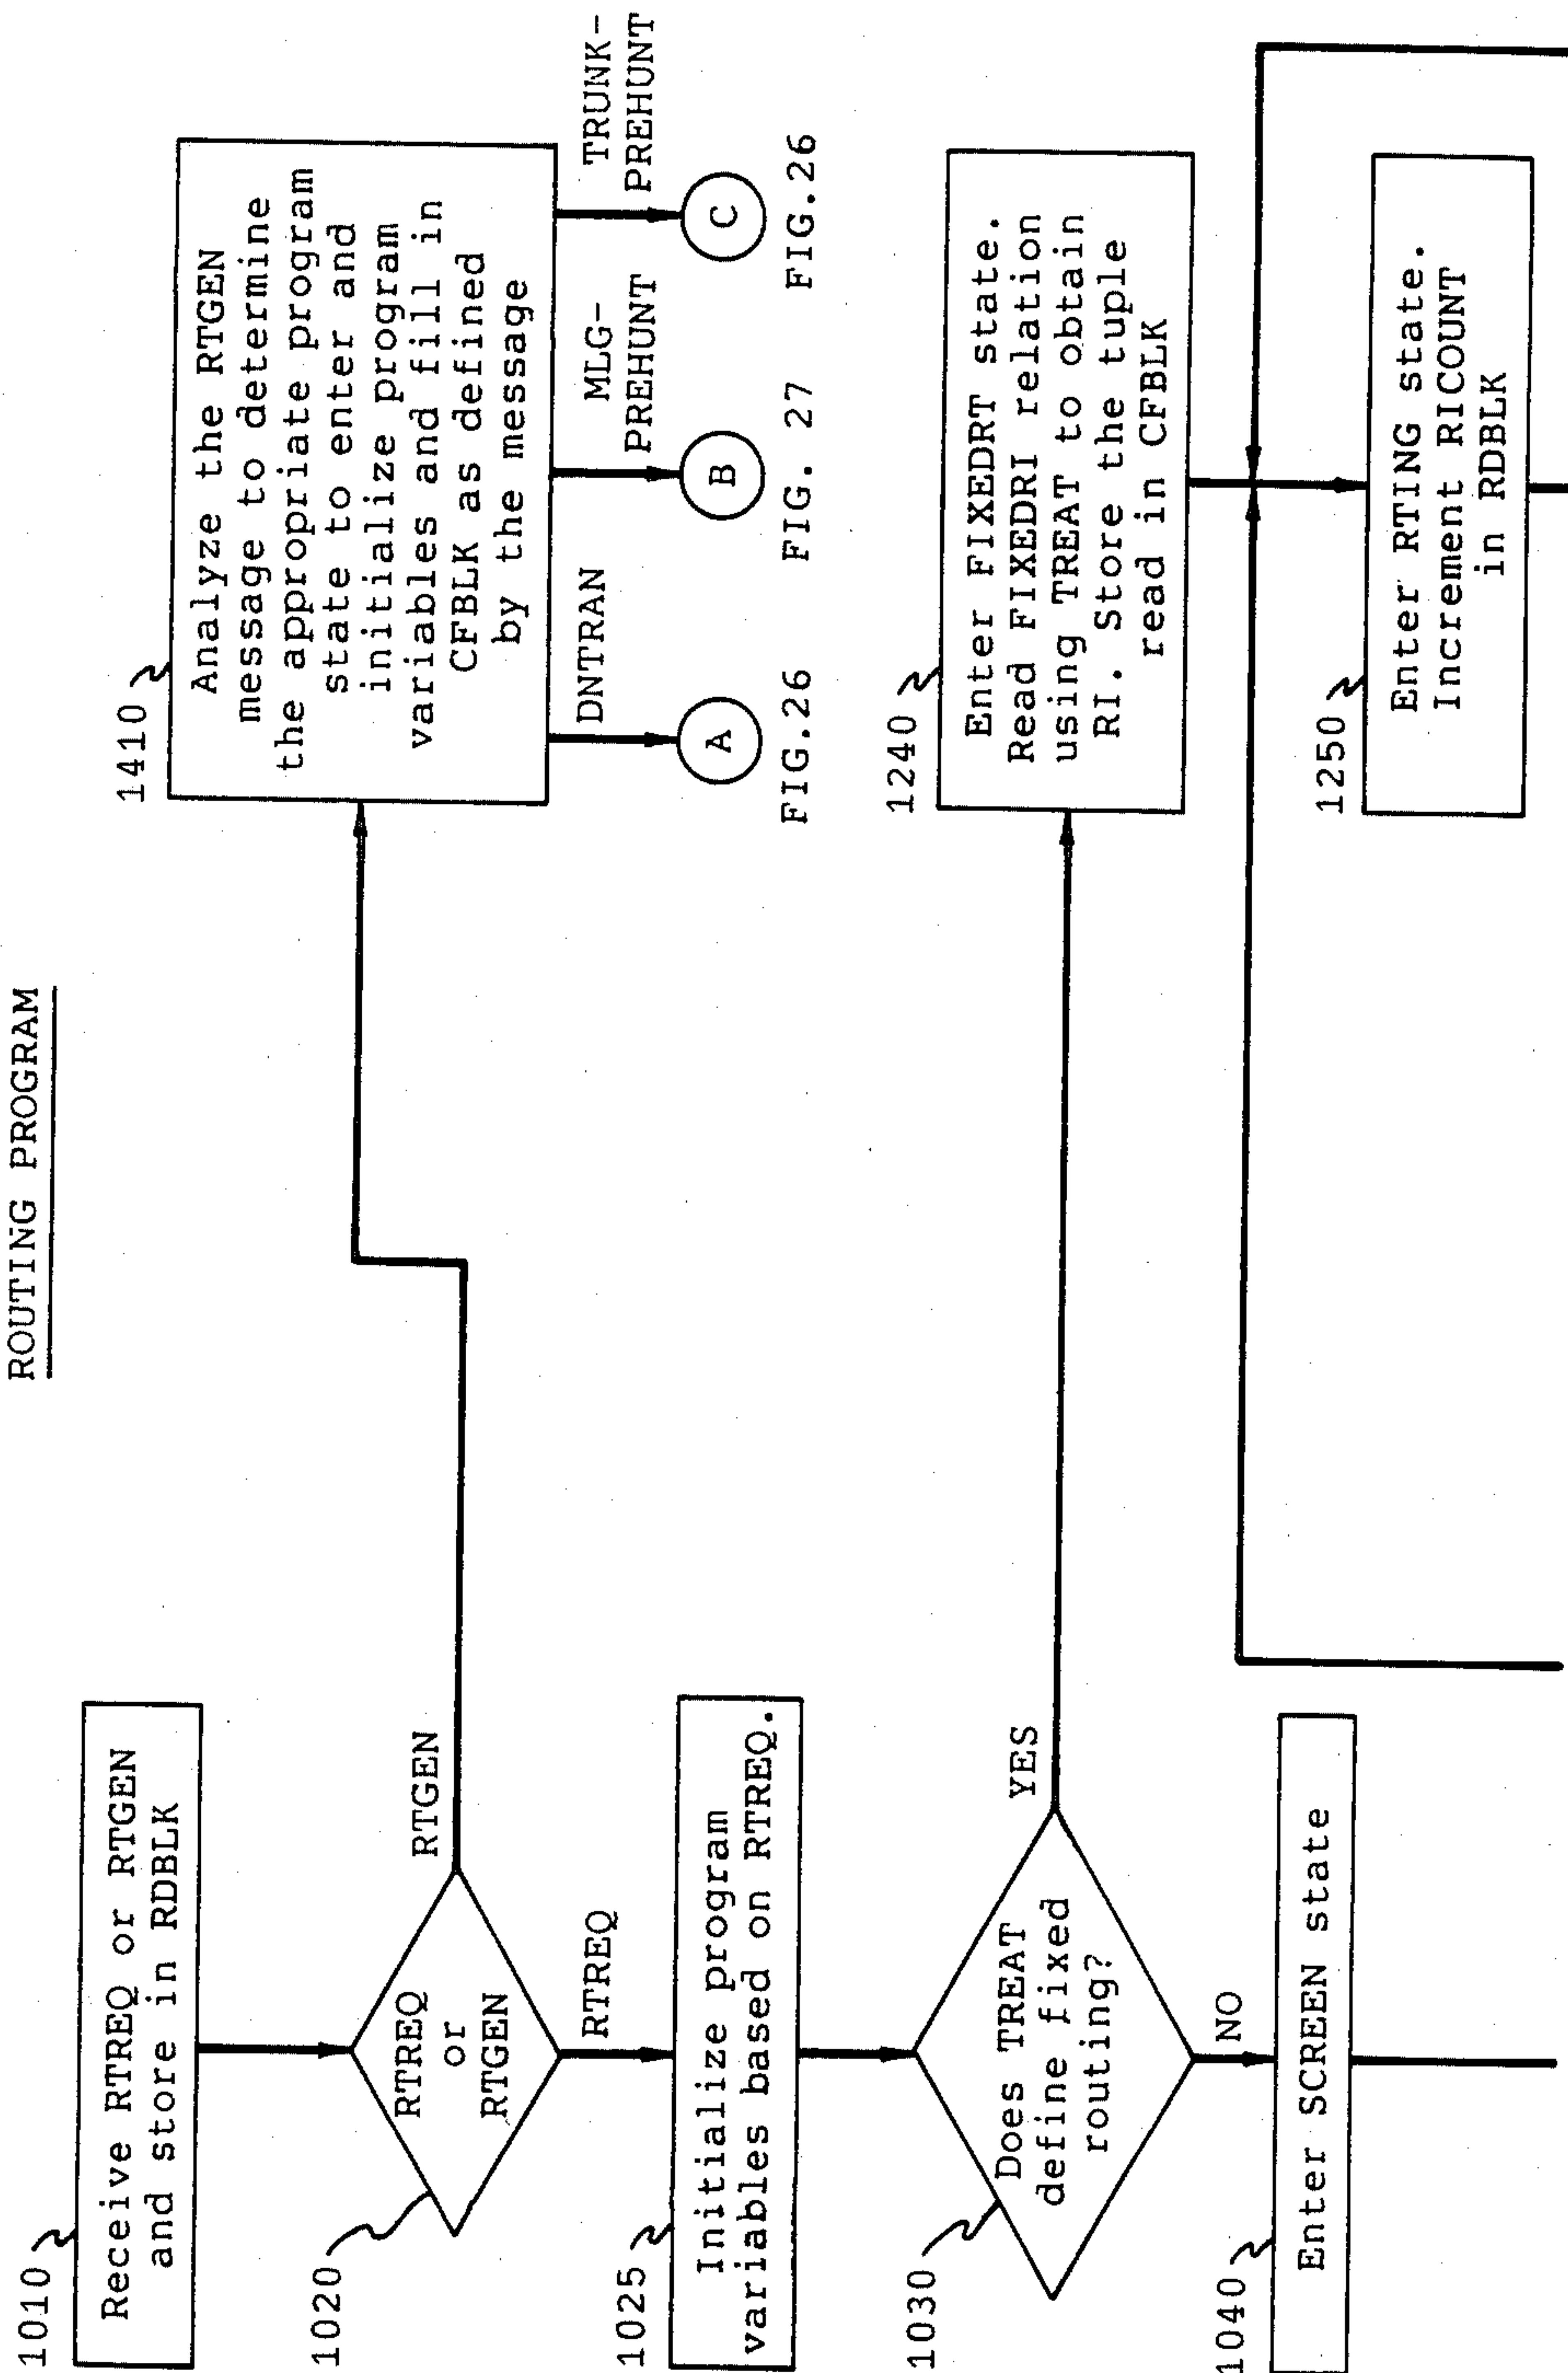 ROUTING PROGRAM
1010
Receive RTREQ or RTGEN
and store in RDBLK
1020
RTREQ
or
RTGEN
RTGEN
RTREQ
1025
Initialize program
variables based on RTREQ.
1030
Does TREAT
define fixed
routing?
YES
NO
1040
Enter SCREEN state
1410
Analyze the RTGEN
message to determine
the appropriate program
state to enter and
initialize program
variables and fill in
CFBLK as defined
by the message
DNTRAN
MLG-
PREHUNT
TRUNK-
PREHUNT
A
B
C
FIG.26
FIG. 27
FIG.26
1240
Enter FIXEDRT state.
Read FIXEDRI relation
using TREAT to obtain
RI. Store the tuple
read in CFBLK
1250
Enter RTING state.
Increment RICOUNT
in RDBLK